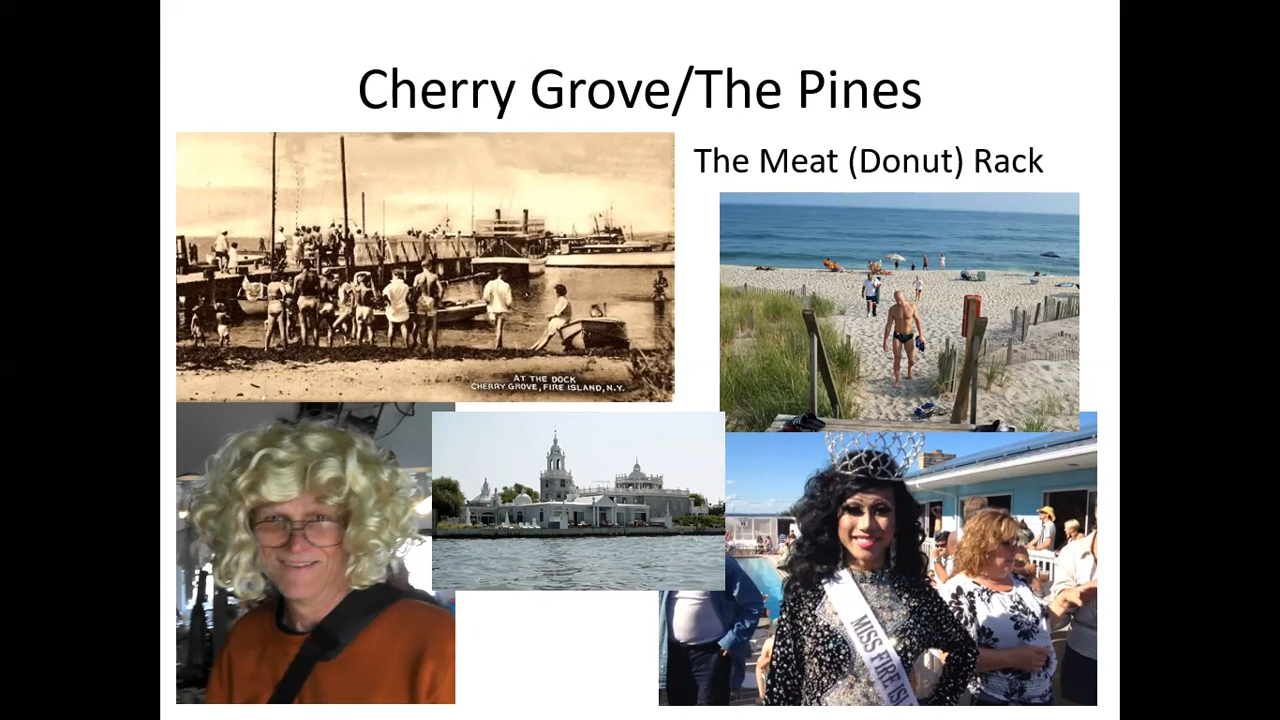 Cherry Grove/The Pines
The Meat (Donut) Rack
AT THE DOCK
CHERRY GROVE, FIRE ISLAND, N.Y.
MISS FIRE ISL